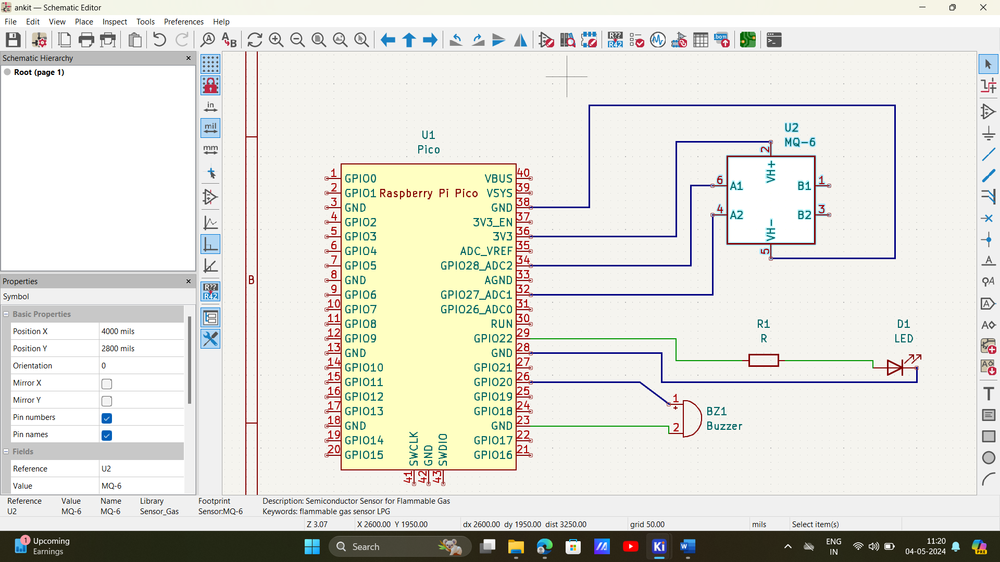 ankit — Schematic Editor
File Edit View Place Inspect Tools Preferences Help
Schematic Hierarchy
Root (page 1)
in
mil
mm
R??
R42
Properties
Symbol
Basic Properties
Position X 4000 mils
Position Y 2800 mils
Orientation 0
Mirror X
Mirror Y
Pin numbers
Pin names
Fields
Reference U2
Value MQ-6
B
U1
Pico
Raspberry Pi Pico
1 GPIO0
2 GPIO1
3 GND
4 GPIO2
5 GPIO3
6 GPIO4
7 GPIO5
8 GND
9 GPIO6
10 GPIO7
11 GPIO8
12 GPIO9
13 GND
14 GPIO10
15 GPIO11
16 GPIO12
17 GPIO13
18 GND
19 GPIO14
20 GPIO15
VBUS 40
VSYS 39
GND 38
3V3_EN 37
3V3 36
ADC_VREF 35
GPIO28_ADC2 34
AGND 33
GPIO27_ADC1 32
GPIO26_ADC0 31
RUN 30
GPIO22 29
GND 28
GPIO21 27
GPIO20 26
GPIO19 25
GPIO18 24
GND 23
GPIO17 22
GPIO16 21
SWCLK 41
GND 42
SWDIO 43
U2
MQ-6
2 VH+
6 A1
4 A2
B1 1
B2 3
VH- 5
R1
R
D1
LED
1
+
2
BZ1
Buzzer
Reference Value Name Library Footprint Description: Semiconductor Sensor for Flammable Gas
U2 MQ-6 MQ-6 Sensor_Gas Sensor:MQ-6 Keywords: flammable gas sensor LPG
Z 3.07 X 2600.00 Y 1950.00 dx 2600.00 dy 1950.00 dist 3250.00 grid 50.00 mils Select item(s)
1
Upcoming
Earnings
Search
Ki
W
ENG
IN
11:20
04-05-2024
PRE